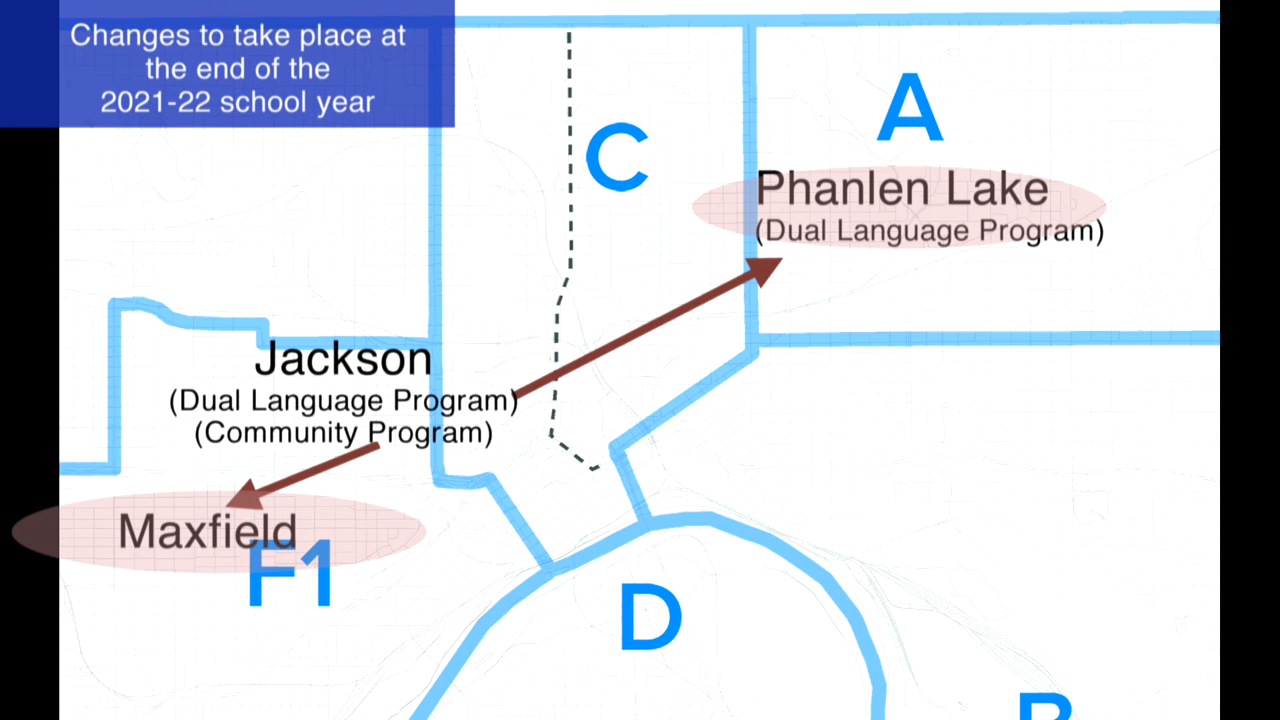 Changes to take place at
the end of the
2021-22 school year
A
C
Phanlen Lake
(Dual Language Program)
Jackson
(Dual Language Program)
(Community Program)
Maxfield
F1
D
B